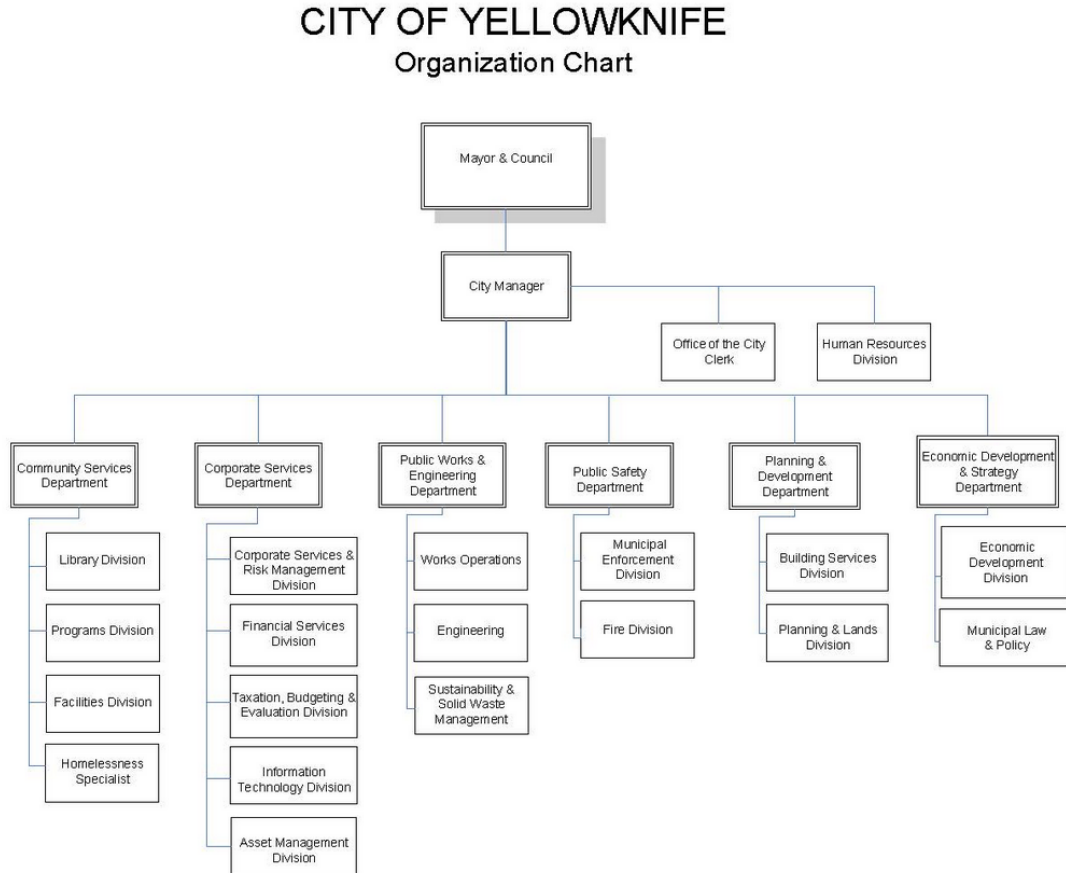 CITY OF YELLOWKNIFE
Organization Chart
Mayor & Council
City Manager
Office of the City
Clerk
Human Resources
Division
Community Services
Department
Corporate Services
Department
Public Works &
Engineering
Department
Public Safety
Department
Planning &
Development
Department
Economic Development
& Strategy
Department
Library Division
Programs Division
Facilities Division
Homelessness
Specialist
Corporate Services &
Risk Management
Division
Financial Services
Division
Taxation, Budgeting &
Evaluation Division
Information
Technology Division
Asset Management
Division
Works Operations
Engineering
Sustainability &
Solid Waste
Management
Municipal
Enforcement
Division
Fire Division
Building Services
Division
Planning & Lands
Division
Economic
Development
Division
Municipal Law
& Policy